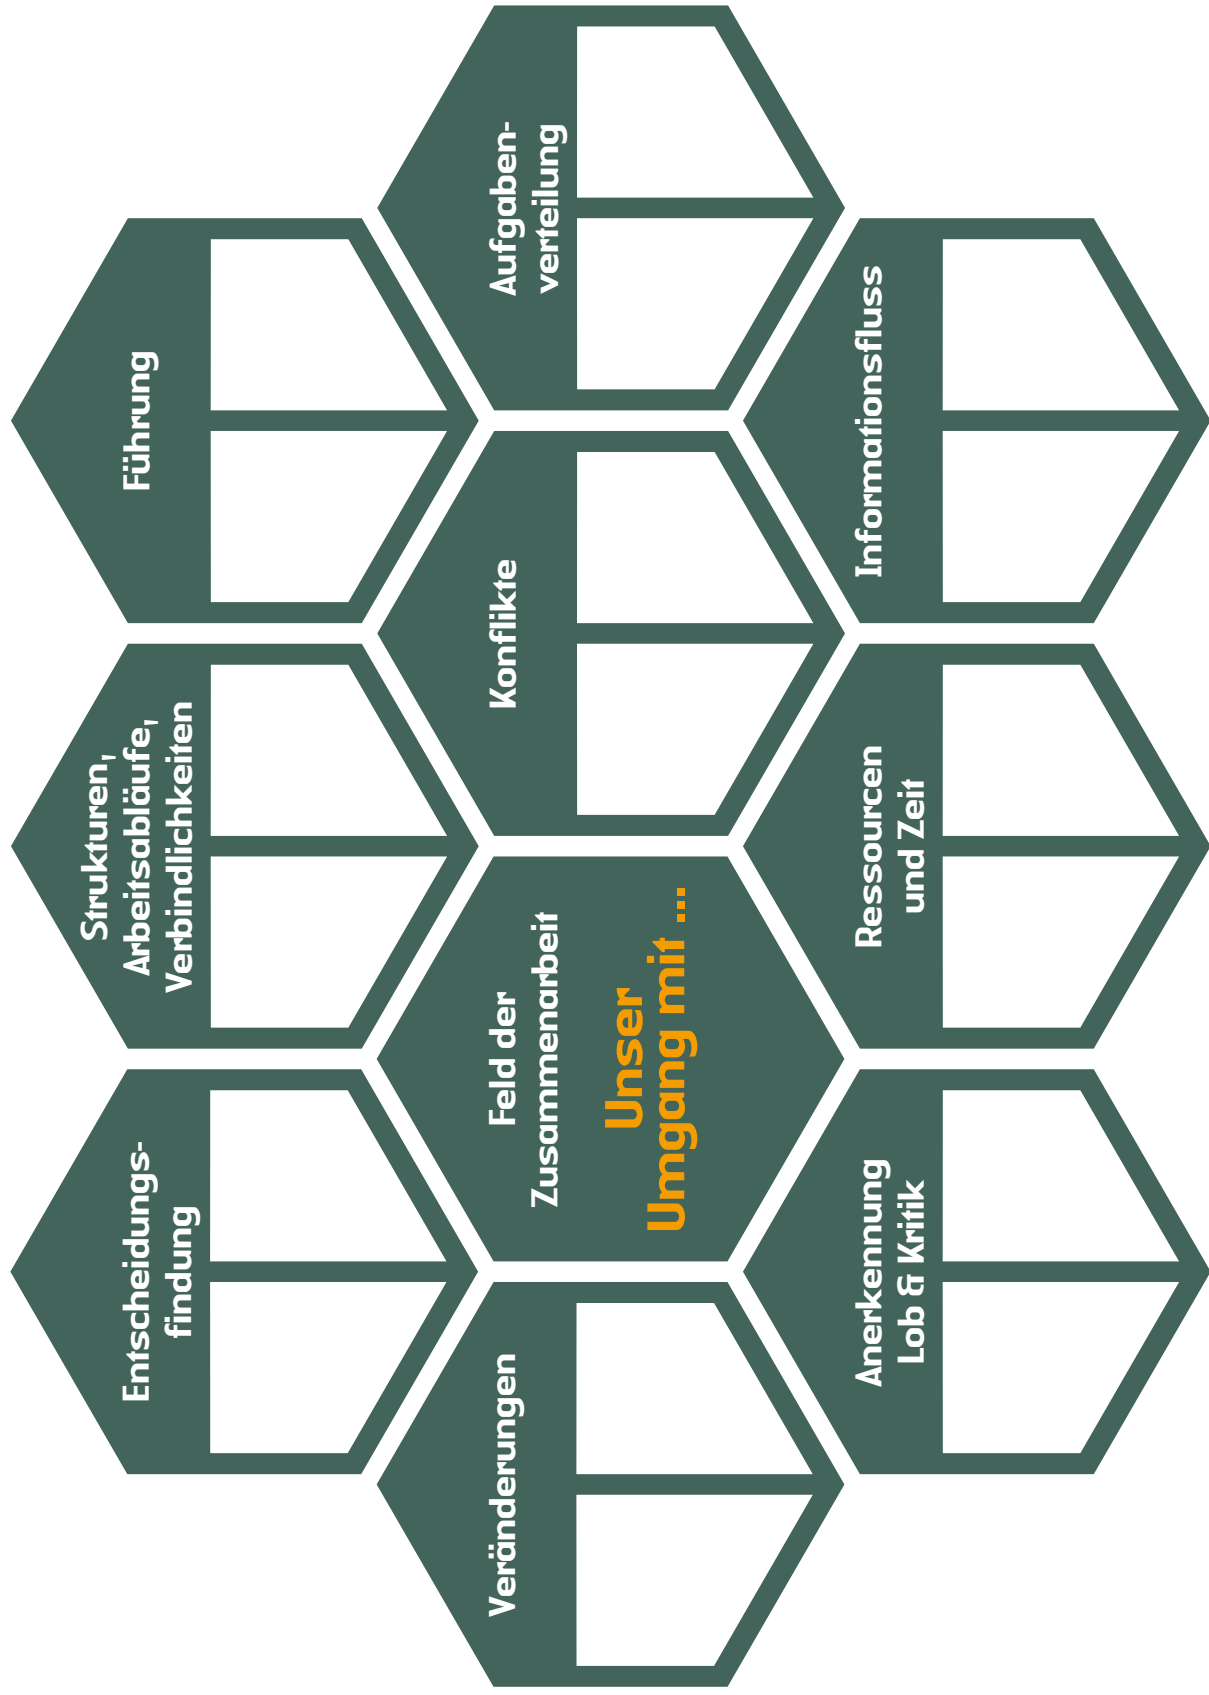 Entscheidungs-
findung
Strukturen,
Arbeitsabläufe,
Verbindlichkeiten
Führung
Veränderungen
Feld der
Zusammenarbeit
Unser
Umgang mit ...
Konflikte
Aufgaben-
verteilung
Anerkennung
Lob & Kritik
Ressourcen
und Zeit
Informationsfluss